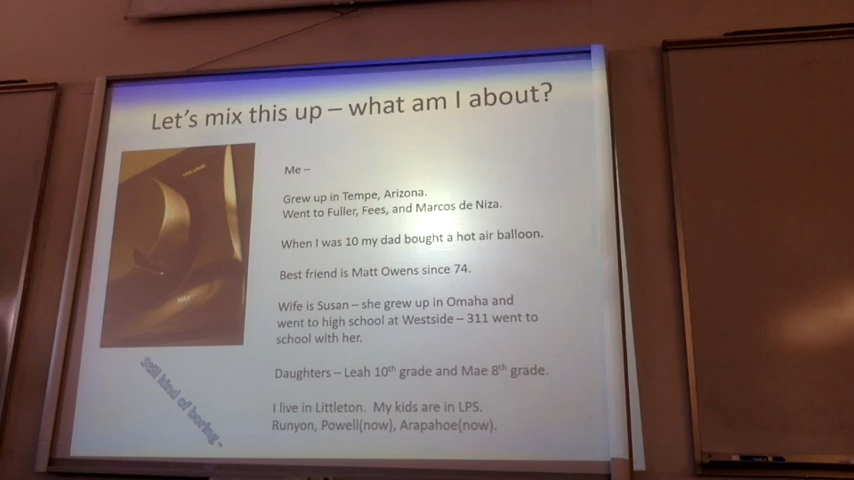 Let's mix this up – what am I about?
Me –
Grew up in Tempe, Arizona.
Went to Fuller, Fees, and Marcos de Niza.
When I was 10 my dad bought a hot air balloon.
Best friend is Matt Owens since 74.
Wife is Susan – she grew up in Omaha and
went to high school at Westside – 311 went to
school with her.
Daughters – Leah 10th grade and Mae 8th grade.
I live in Littleton.  My kids are in LPS.
Runyon, Powell(now), Arapahoe(now).
Still kind of boring -